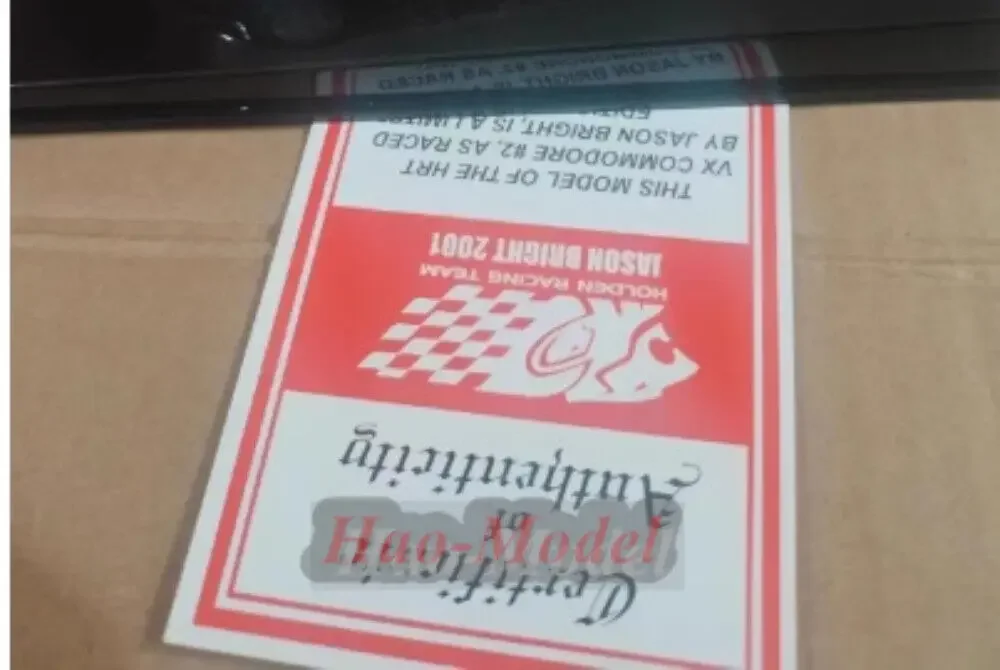 Certificate
of
Authenticity
HOLDEN RACING TEAM
JASON BRIGHT 2001
THIS MODEL OF THE HRT
VX COMMODORE #2, AS RACED
BY JASON BRIGHT, IS A LIMITED
Hao-Model